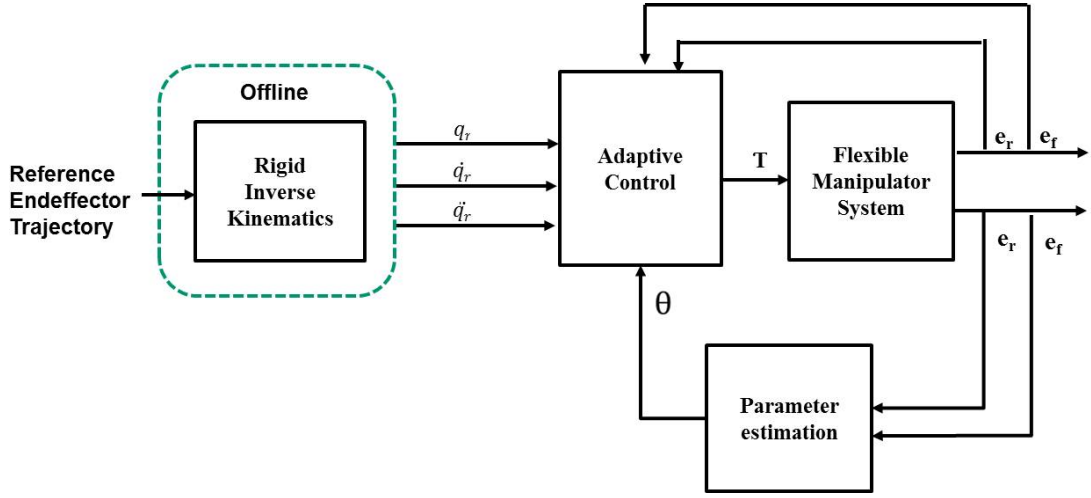 Offline
Reference
Endeffector
Trajectory
Rigid
Inverse
Kinematics
q_r
q̇_r
q̈_r
Adaptive
Control
T
Flexible
Manipulator
System
e_r e_f
e_r e_f
θ
Parameter
estimation